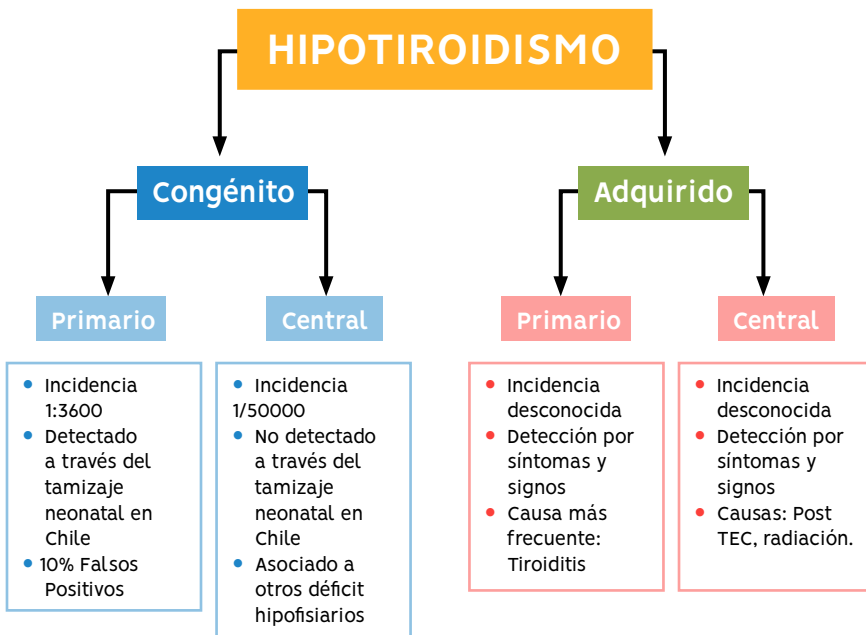 HIPOTIROIDISMO
Congénito
Adquirido
Primario
Central
Primario
Central
• Incidencia
1:3600
• Detectado
a través del
tamizaje
neonatal en
Chile
• 10% Falsos
Positivos
• Incidencia
1/50000
• No detectado
a través del
tamizaje
neonatal en
Chile
• Asociado a
otros déficit
hipofisiarios
• Incidencia
desconocida
• Detección por
síntomas y
signos
• Causa más
frecuente:
Tiroiditis
• Incidencia
desconocida
• Detección por
síntomas y
signos
• Causas: Post
TEC, radiación.